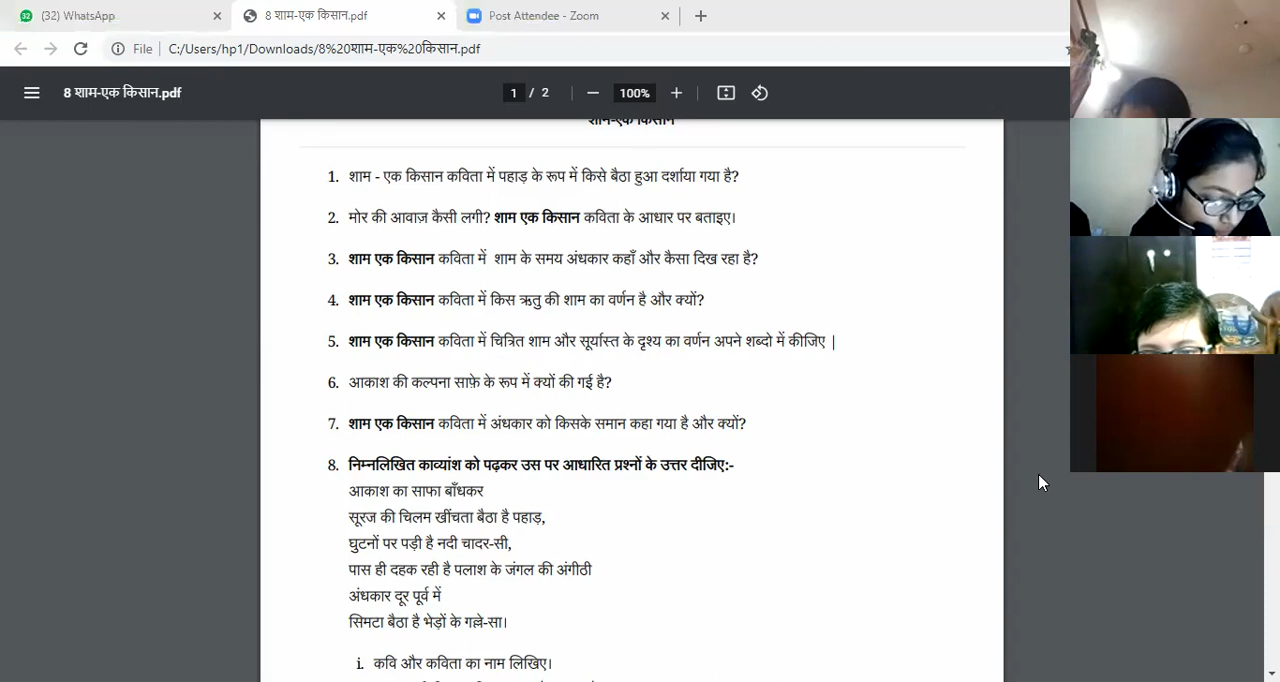 (32) WhatsApp
8 शाम-एक किसान.pdf
Post Attendee - Zoom
File
C:/Users/hp1/Downloads/8%20शाम-एक%20किसान.pdf
8 शाम-एक किसान.pdf
1 / 2
100%
शाम-एक किसान
1. शाम - एक किसान कविता में पहाड़ के रूप में किसे बैठा हुआ दर्शाया गया है?
2. मोर की आवाज़ कैसी लगी? शाम एक किसान कविता के आधार पर बताइए।
3. शाम एक किसान कविता में शाम के समय अंधकार कहाँ और कैसा दिख रहा है?
4. शाम एक किसान कविता में किस ऋतु की शाम का वर्णन है और क्यों?
5. शाम एक किसान कविता में चित्रित शाम और सूर्यास्त के दृश्य का वर्णन अपने शब्दो में कीजिए |
6. आकाश की कल्पना साफ़े के रूप में क्यों की गई है?
7. शाम एक किसान कविता में अंधकार को किसके समान कहा गया है और क्यों?
8. निम्नलिखित काव्यांश को पढ़कर उस पर आधारित प्रश्नों के उत्तर दीजिए:-
आकाश का साफा बाँधकर
सूरज की चिलम खींचता बैठा है पहाड़,
घुटनों पर पड़ी है नदी चादर-सी,
पास ही दहक रही है पलाश के जंगल की अंगीठी
अंधकार दूर पूर्व में
सिमटा बैठा है भेड़ों के गल्ले-सा।
i. कवि और कविता का नाम लिखिए।